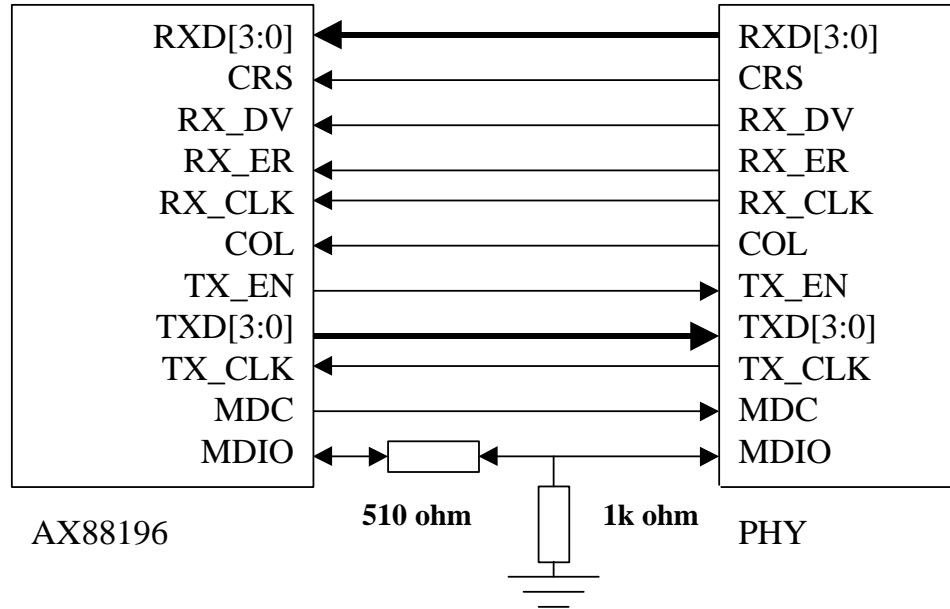 RXD[3:0] RXD[3:0]
CRS CRS
RX_DV RX_DV
RX_ER RX_ER
RX_CLK RX_CLK
COL COL
TX_EN TX_EN
TXD[3:0] TXD[3:0]
TX_CLK TX_CLK
MDC MDC
MDIO MDIO
510 ohm 1k ohm
AX88196 PHY